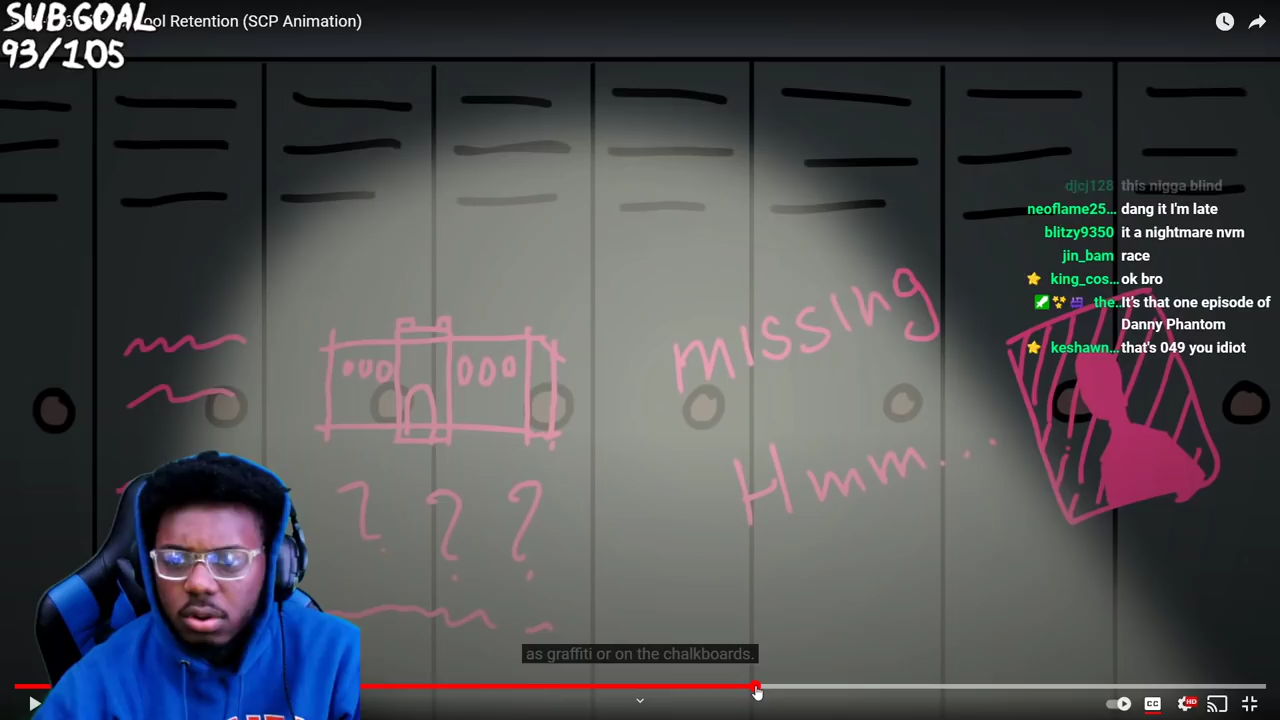 SUBGOAL
93/105
ool Retention (SCP Animation)
djcj128 this nigga blind
neoflame25... dang it I'm late
blitzy9350 it a nightmare nvm
jin_bam race
king_cos... ok bro
the... It's that one episode of
Danny Phantom
keshawn... that's 049 you idiot
missing
Hmm...
? ? ?
as graffiti or on the chalkboards.
CC
HD